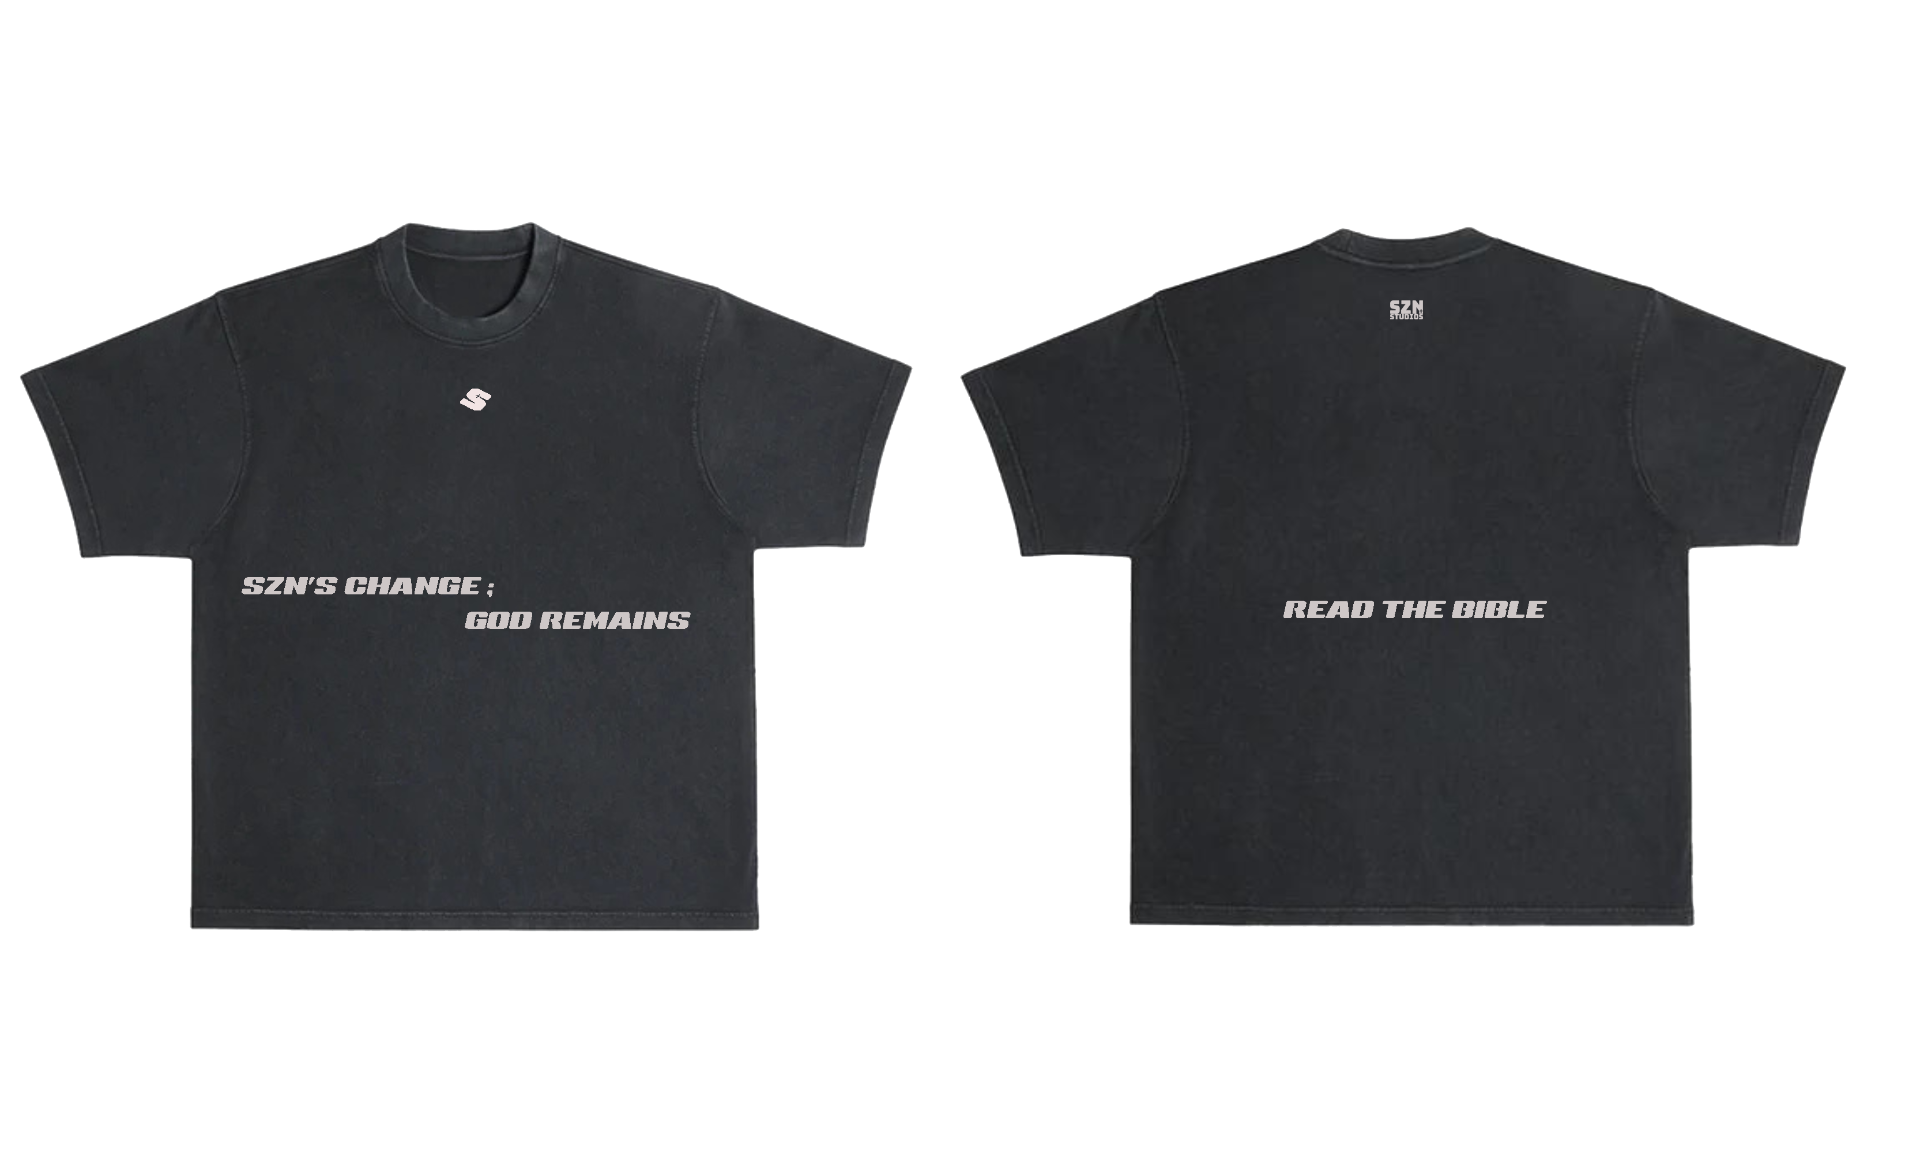 S
SZN'S CHANGE ;
GOD REMAINS
SZN
STUDIOS
READ THE BIBLE